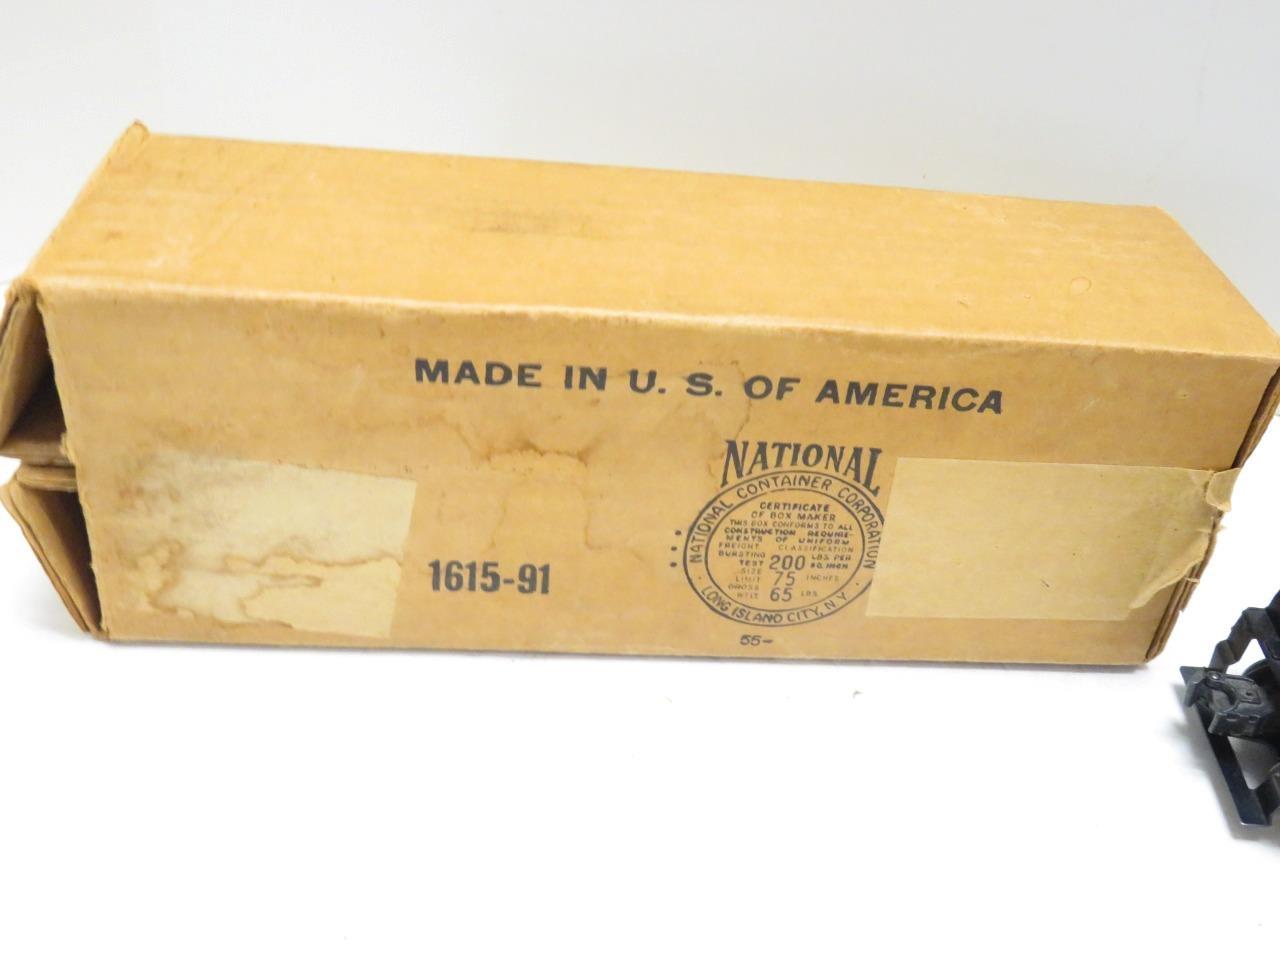 MADE IN U. S. OF AMERICA
NATIONAL
NATIONAL CONTAINER CORPORATION
CERTIFICATE
OF BOX MAKER
THIS BOX CONFORMS TO ALL
CONSTRUCTION REQUIRE-
MENTS OF UNIFORM
FREIGHT CLASSIFICATION
BURSTING TEST 200 LBS. PER SQ. INCH
SIZE LIMIT 75 INCHES
GROSS WT. LT. 65 LBS.
LONG ISLAND CITY, N.Y.
1615-91
55-